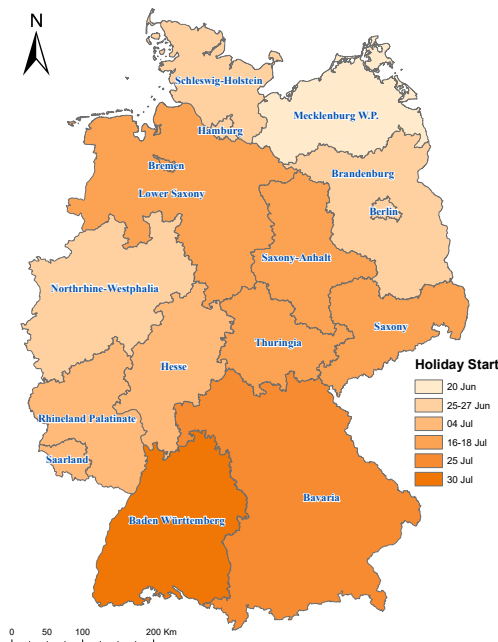 N
Schleswig-Holstein
Mecklenburg W.P.
Hamburg
Bremen
Lower Saxony
Brandenburg
Berlin
Saxony-Anhalt
Northrhine-Westphalia
Saxony
Thuringia
Hesse
Rhineland Palatinate
Saarland
Bavaria
Baden Württemberg
Holiday Start
20 Jun
25-27 Jun
04 Jul
16-18 Jul
25 Jul
30 Jul
0 50 100 200 Km